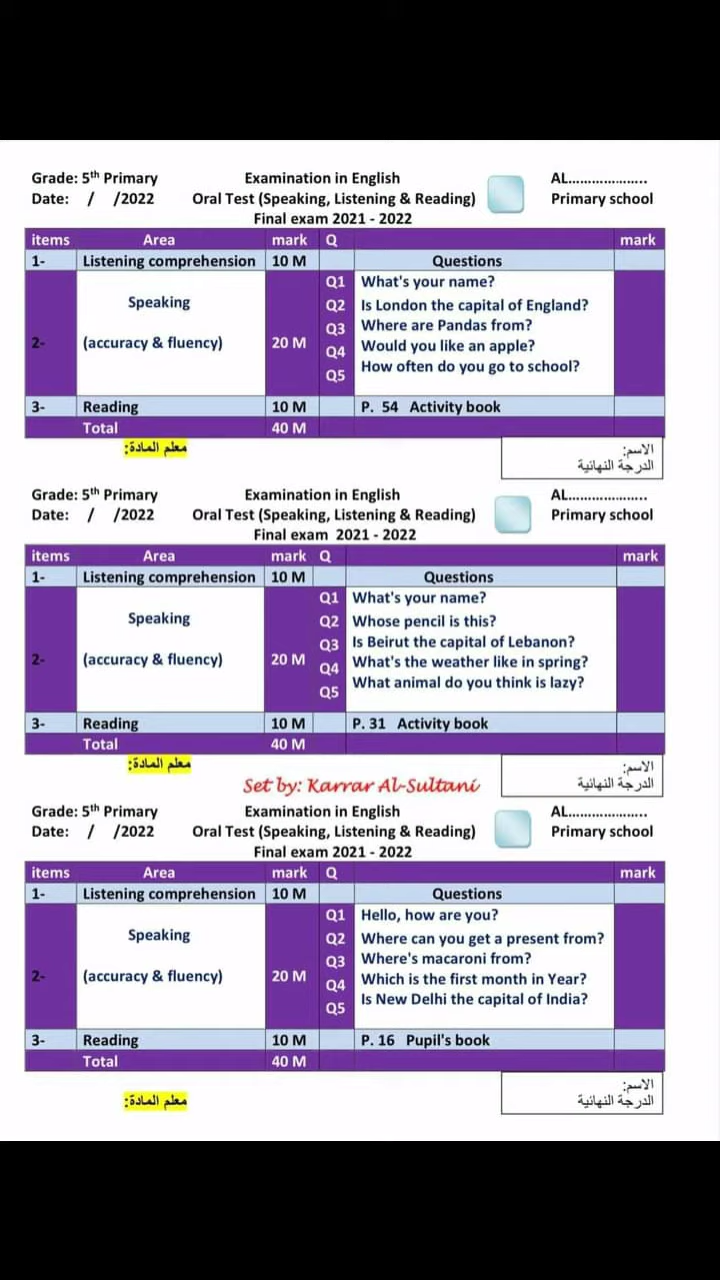 Grade: 5th Primary Examination in English AL.....................
Date: / /2022 Oral Test (Speaking, Listening & Reading) Primary school
Final exam 2021 - 2022
items Area mark Q mark
1- Listening comprehension 10 M Questions
Q1 What's your name?
Speaking Q2 Is London the capital of England?
Q3 Where are Pandas from?
2- (accuracy & fluency) 20 M Q4 Would you like an apple?
Q5 How often do you go to school?
3- Reading 10 M P. 54 Activity book
Total 40 M
معلم المادة: الاسم:
الدرجة النهائية
Grade: 5th Primary Examination in English AL.....................
Date: / /2022 Oral Test (Speaking, Listening & Reading) Primary school
Final exam 2021 - 2022
items Area mark Q mark
1- Listening comprehension 10 M Questions
Q1 What's your name?
Speaking Q2 Whose pencil is this?
Q3 Is Beirut the capital of Lebanon?
2- (accuracy & fluency) 20 M Q4 What's the weather like in spring?
Q5 What animal do you think is lazy?
3- Reading 10 M P. 31 Activity book
Total 40 M
معلم المادة: الاسم:
الدرجة النهائية
Set by: Karrar Al-Sultani
Grade: 5th Primary Examination in English AL.....................
Date: / /2022 Oral Test (Speaking, Listening & Reading) Primary school
Final exam 2021 - 2022
items Area mark Q mark
1- Listening comprehension 10 M Questions
Q1 Hello, how are you?
Speaking Q2 Where can you get a present from?
Q3 Where's macaroni from?
2- (accuracy & fluency) 20 M Q4 Which is the first month in Year?
Q5 Is New Delhi the capital of India?
3- Reading 10 M P. 16 Pupil's book
Total 40 M
الاسم:
معلم المادة: الدرجة النهائية